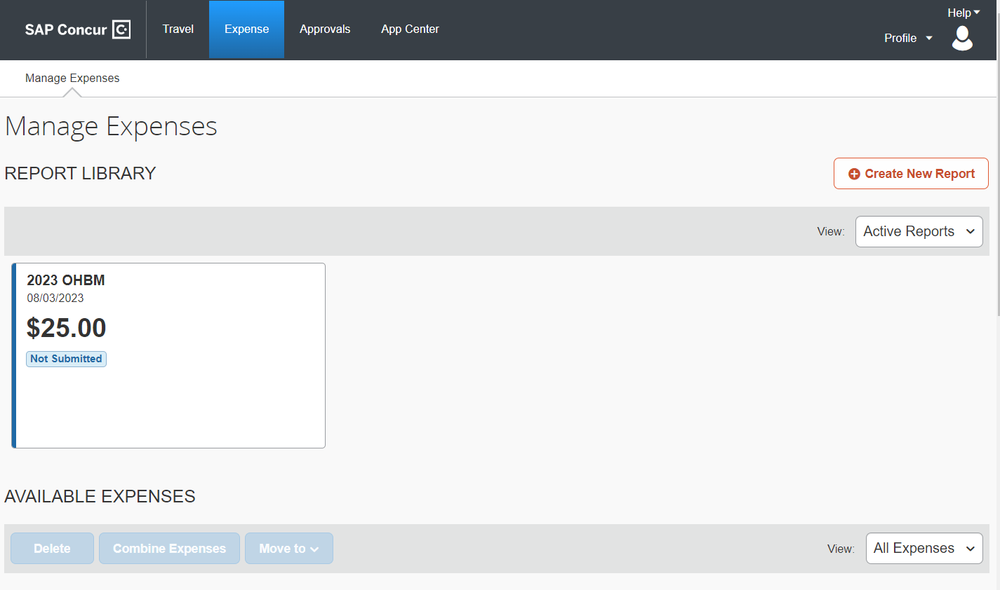 SAP Concur C
Travel
Expense
Approvals
App Center
Help
Profile
Manage Expenses
Manage Expenses
REPORT LIBRARY
Create New Report
View:
Active Reports
2023 OHBM
08/03/2023
$25.00
Not Submitted
AVAILABLE EXPENSES
Delete
Combine Expenses
Move to
View:
All Expenses